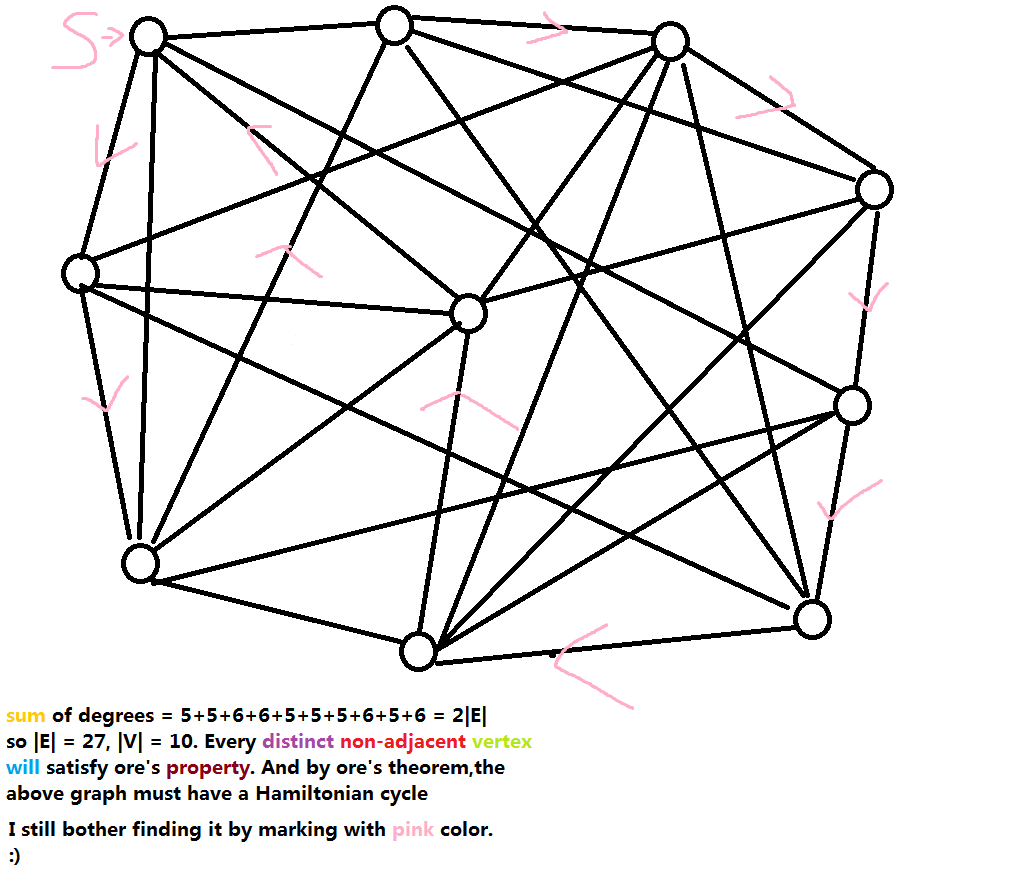 S
sum of degrees = 5+5+6+6+5+5+5+6+5+6 = 2|E|
so |E| = 27, |V| = 10. Every distinct non-adjacent vertex
will satisfy ore's property. And by ore's theorem,the
above graph must have a Hamiltonian cycle
I still bother finding it by marking with pink color.
:)